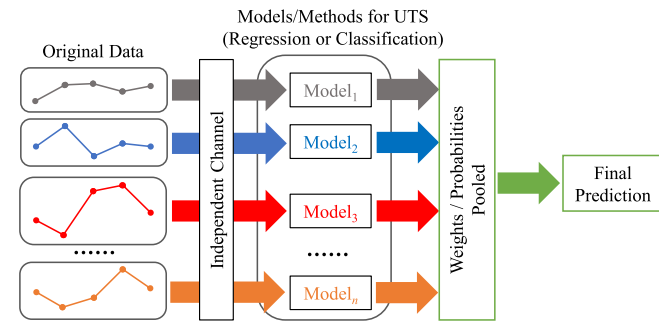 Models/Methods for UTS
(Regression or Classification)
Original Data
Independent Channel
Model₁
Model₂
Model₃
......
......
Modelₙ
Weights / Probabilities
Pooled
Final
Prediction